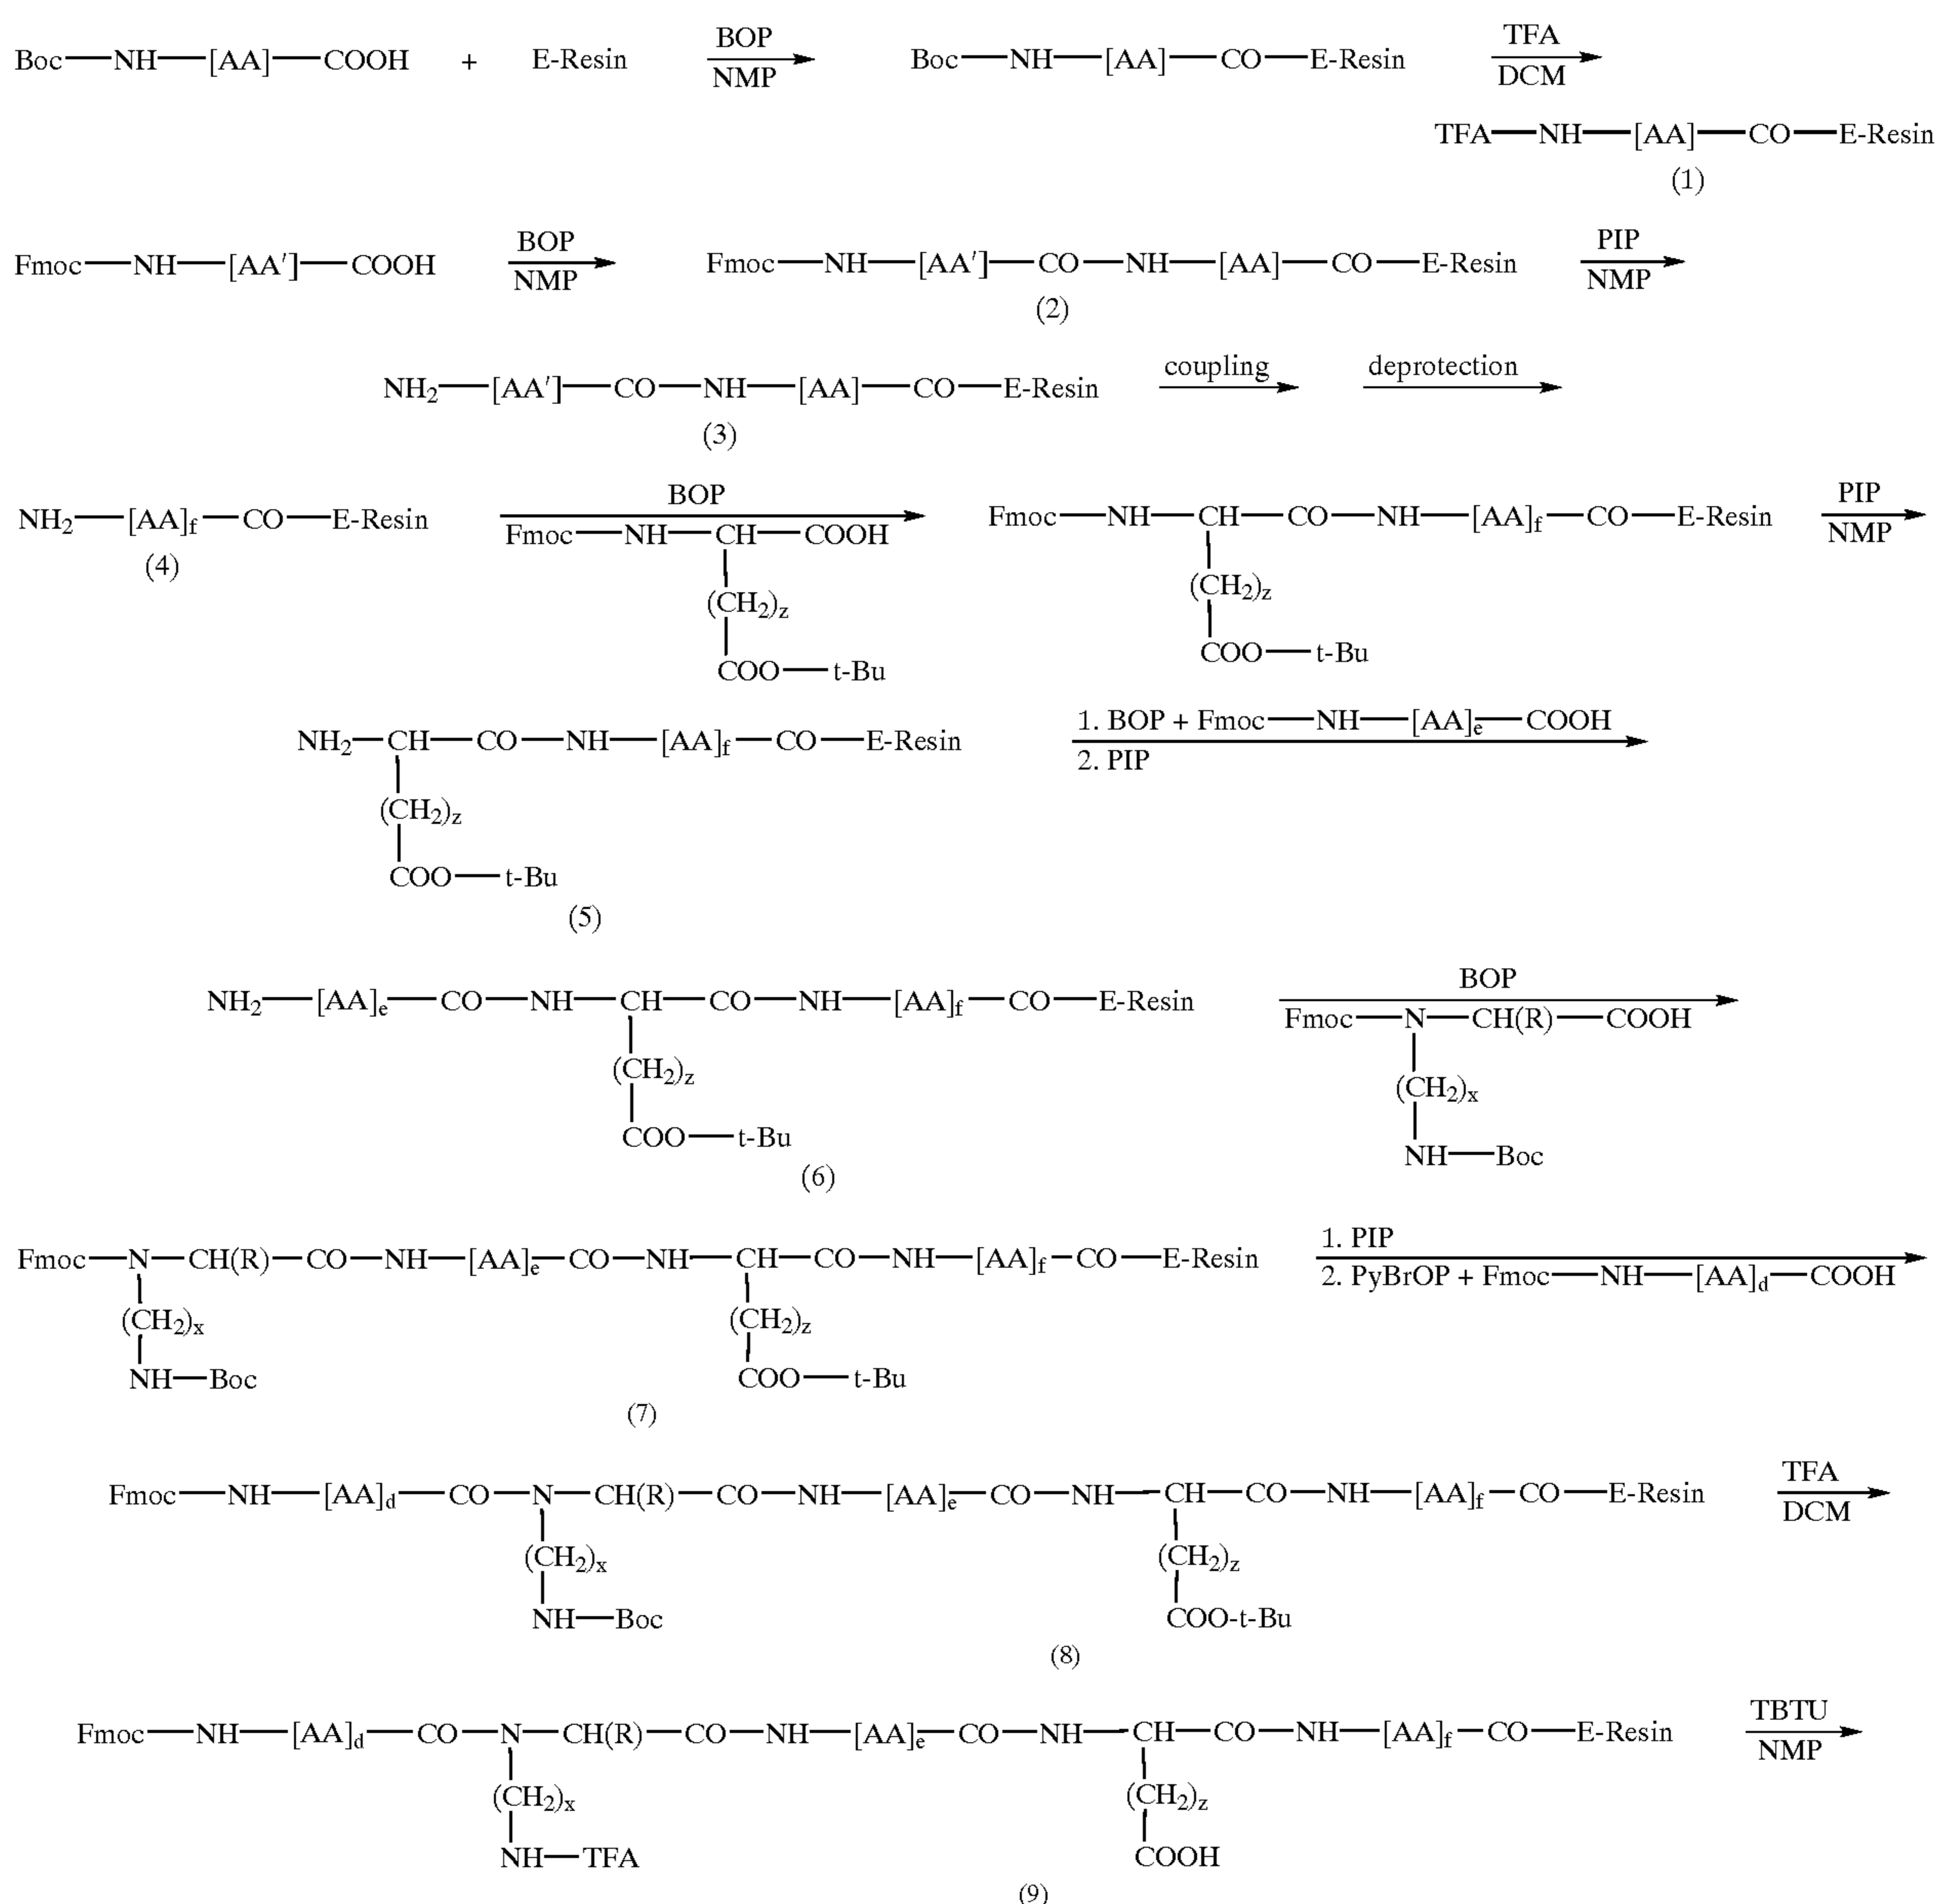 Boc—NH—[AA]—COOH + E-Resin BOP NMP Boc—NH—[AA]—CO—E-Resin TFA DCM
TFA—NH—[AA]—CO—E-Resin
(1)
Fmoc—NH—[AA']—COOH BOP NMP Fmoc—NH—[AA']—CO—NH—[AA]—CO—E-Resin PIP NMP
(2)
NH₂—[AA']—CO—NH—[AA]—CO—E-Resin coupling deprotection
(3)
BOP PIP
NH₂—[AA]f—CO—E-Resin Fmoc—NH—CH—COOH Fmoc—NH—CH—CO—NH—[AA]f—CO—E-Resin NMP
(4)
(CH₂)z (CH₂)z
COO—t-Bu COO—t-Bu
NH₂—CH—CO—NH—[AA]f—CO—E-Resin 1. BOP + Fmoc—NH—[AA]e—COOH
2. PIP
(CH₂)z
COO—t-Bu
(5)
BOP
NH₂—[AA]e—CO—NH—CH—CO—NH—[AA]f—CO—E-Resin Fmoc—N—CH(R)—COOH
(CH₂)z (CH₂)x
COO—t-Bu NH—Boc
(6)
Fmoc—N—CH(R)—CO—NH—[AA]e—CO—NH—CH—CO—NH—[AA]f—CO—E-Resin 1. PIP
2. PyBrOP + Fmoc—NH—[AA]d—COOH
(CH₂)x (CH₂)z
NH—Boc COO—t-Bu
(7)
Fmoc—NH—[AA]d—CO—N—CH(R)—CO—NH—[AA]e—CO—NH—CH—CO—NH—[AA]f—CO—E-Resin TFA DCM
(CH₂)x (CH₂)z
NH—Boc COO-t-Bu
(8)
Fmoc—NH—[AA]d—CO—N—CH(R)—CO—NH—[AA]e—CO—NH—CH—CO—NH—[AA]f—CO—E-Resin TBTU NMP
(CH₂)x (CH₂)z
NH—TFA COOH
(9)